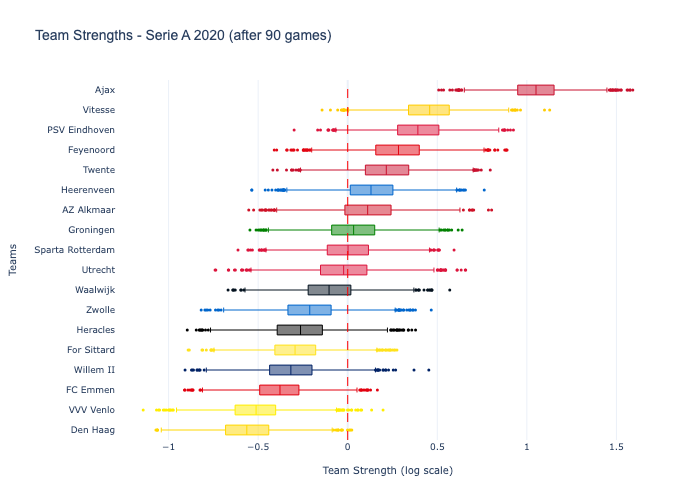 Team Strengths - Serie A 2020 (after 90 games)
Ajax
Vitesse
PSV Eindhoven
Feyenoord
Twente
Heerenveen
AZ Alkmaar
Groningen
Sparta Rotterdam
Utrecht
Waalwijk
Zwolle
Heracles
For Sittard
Willem II
FC Emmen
VVV Venlo
Den Haag
Teams
−1 −0.5 0 0.5 1 1.5
Team Strength (log scale)